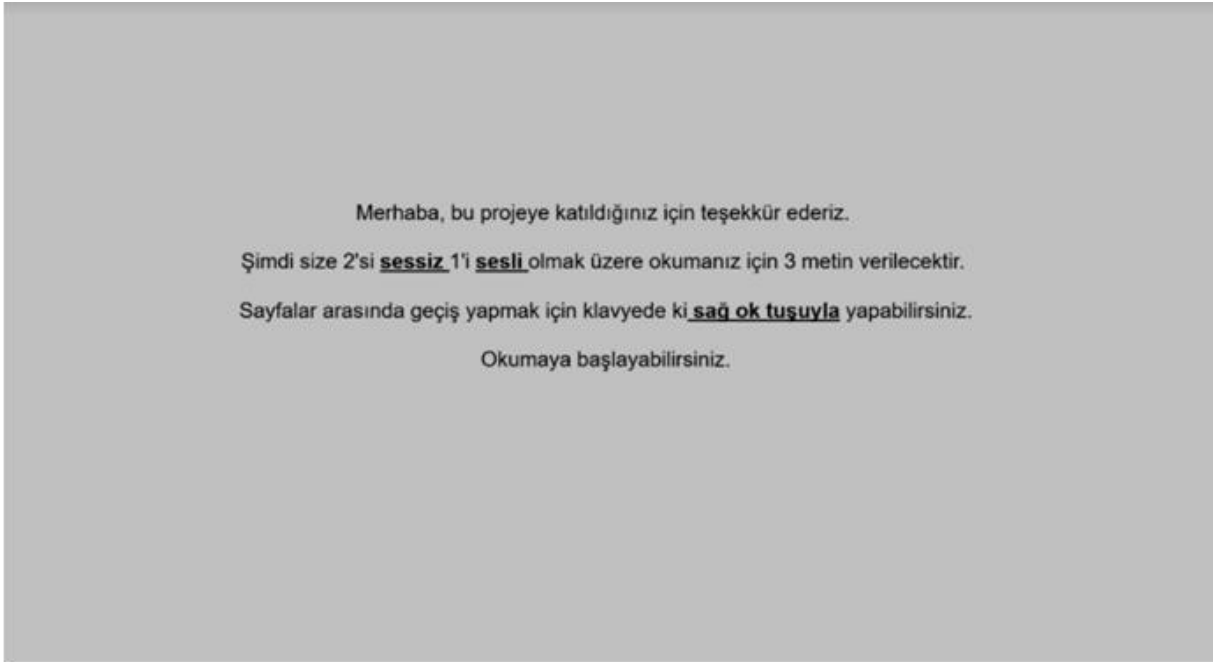 Merhaba, bu projeye katıldığınız için teşekkür ederiz.
Şimdi size 2'si sessiz 1'i sesli olmak üzere okumanız için 3 metin verilecektir.
Sayfalar arasında geçiş yapmak için klavyede ki sağ ok tuşuyla yapabilirsiniz.
Okumaya başlayabilirsiniz.